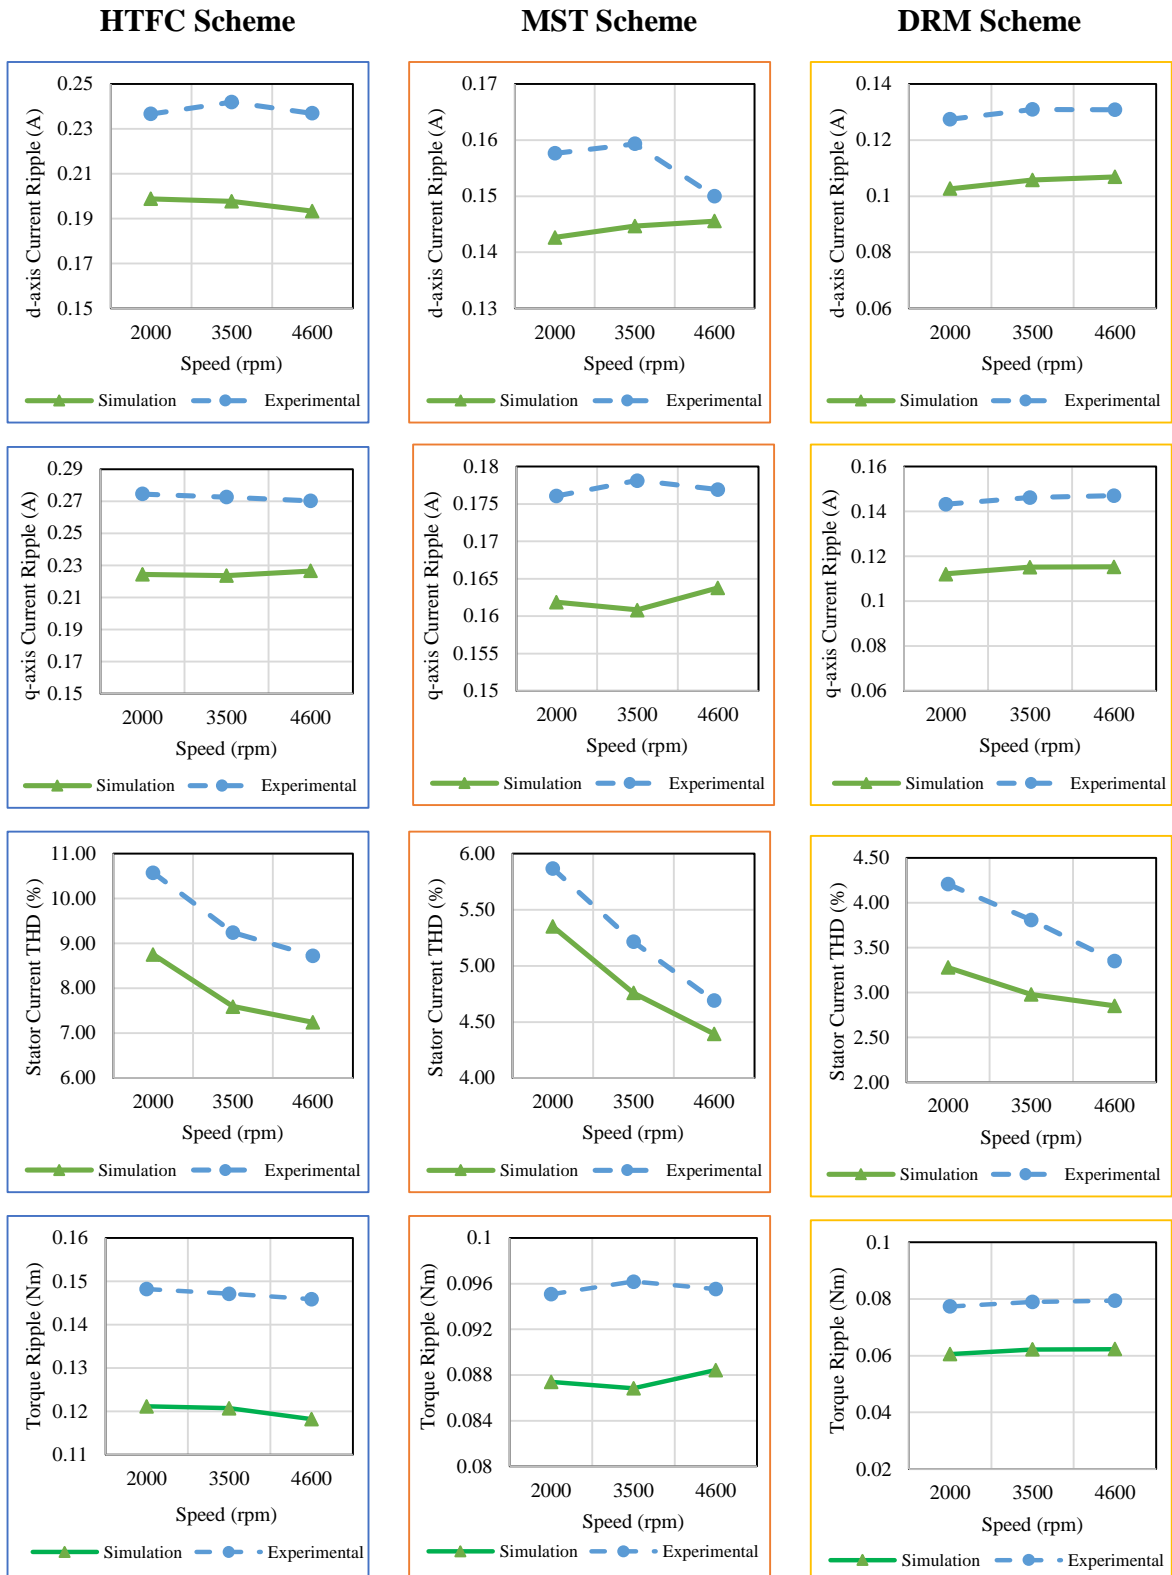 HTFC Scheme
MST Scheme
DRM Scheme
d-axis Current Ripple (A)
0.25
0.23
0.21
0.19
0.17
0.15
2000 3500 4600
Speed (rpm)
Simulation Experimental
d-axis Current Ripple (A)
0.17
0.16
0.15
0.14
0.13
2000 3500 4600
Speed (rpm)
Simulation Experimental
d-axis Current Ripple (A)
0.14
0.12
0.1
0.08
0.06
2000 3500 4600
Speed (rpm)
Simulation Experimental
q-axis Current Ripple (A)
0.29
0.27
0.25
0.23
0.21
0.19
0.17
0.15
2000 3500 4600
Speed (rpm)
Simulation Experimental
q-axis Current Ripple (A)
0.18
0.175
0.17
0.165
0.16
0.155
0.15
2000 3500 4600
Speed (rpm)
Simulation Experimental
q-axis Current Ripple (A)
0.16
0.14
0.12
0.1
0.08
0.06
2000 3500 4600
Speed (rpm)
Simulation Experimental
Stator Current THD (%)
11.00
10.00
9.00
8.00
7.00
6.00
2000 3500 4600
Speed (rpm)
Simulation Experimental
Stator Current THD (%)
6.00
5.50
5.00
4.50
4.00
2000 3500 4600
Speed (rpm)
Simulation Experimental
Stator Current THD (%)
4.50
4.00
3.50
3.00
2.50
2.00
2000 3500 4600
Speed (rpm)
Simulation Experimental
Torque Ripple (Nm)
0.16
0.15
0.14
0.13
0.12
0.11
2000 3500 4600
Speed (rpm)
Simulation Experimental
Torque Ripple (Nm)
0.1
0.096
0.092
0.088
0.084
0.08
2000 3500 4600
Speed (rpm)
Simulation Experimental
Torque Ripple (Nm)
0.1
0.08
0.06
0.04
0.02
2000 3500 4600
Speed (rpm)
Simulation Experimental